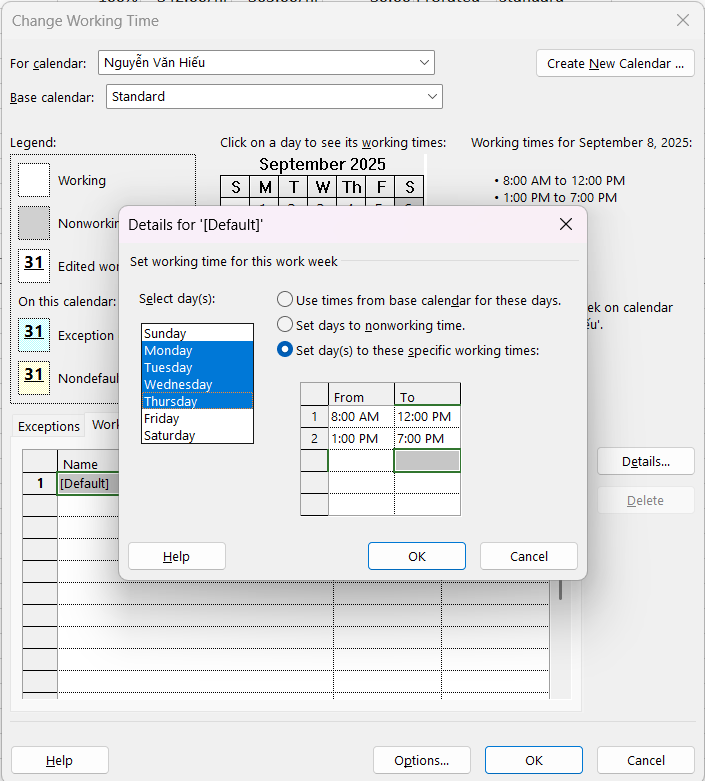 Change Working Time
For calendar: Nguyễn Văn Hiếu
Create New Calendar ...
Base calendar: Standard
Legend:
Click on a day to see its working times:
Working times for September 8, 2025:
September 2025
S M T W Th F S
Working
• 8:00 AM to 12:00 PM
• 1:00 PM to 7:00 PM
Nonworkin
31 Edited wor
On this calendar:
31 Exception
31 Nondefaul
ek on calendar
ếu'.
Details for '[Default]'
Set working time for this work week
Select day(s):
Sunday
Monday
Tuesday
Wednesday
Thursday
Friday
Saturday
Use times from base calendar for these days.
Set days to nonworking time.
Set day(s) to these specific working times:
From To
1 8:00 AM 12:00 PM
2 1:00 PM 7:00 PM
Help OK Cancel
Exceptions Work
Name
1 [Default]
Details...
Delete
Help Options... OK Cancel